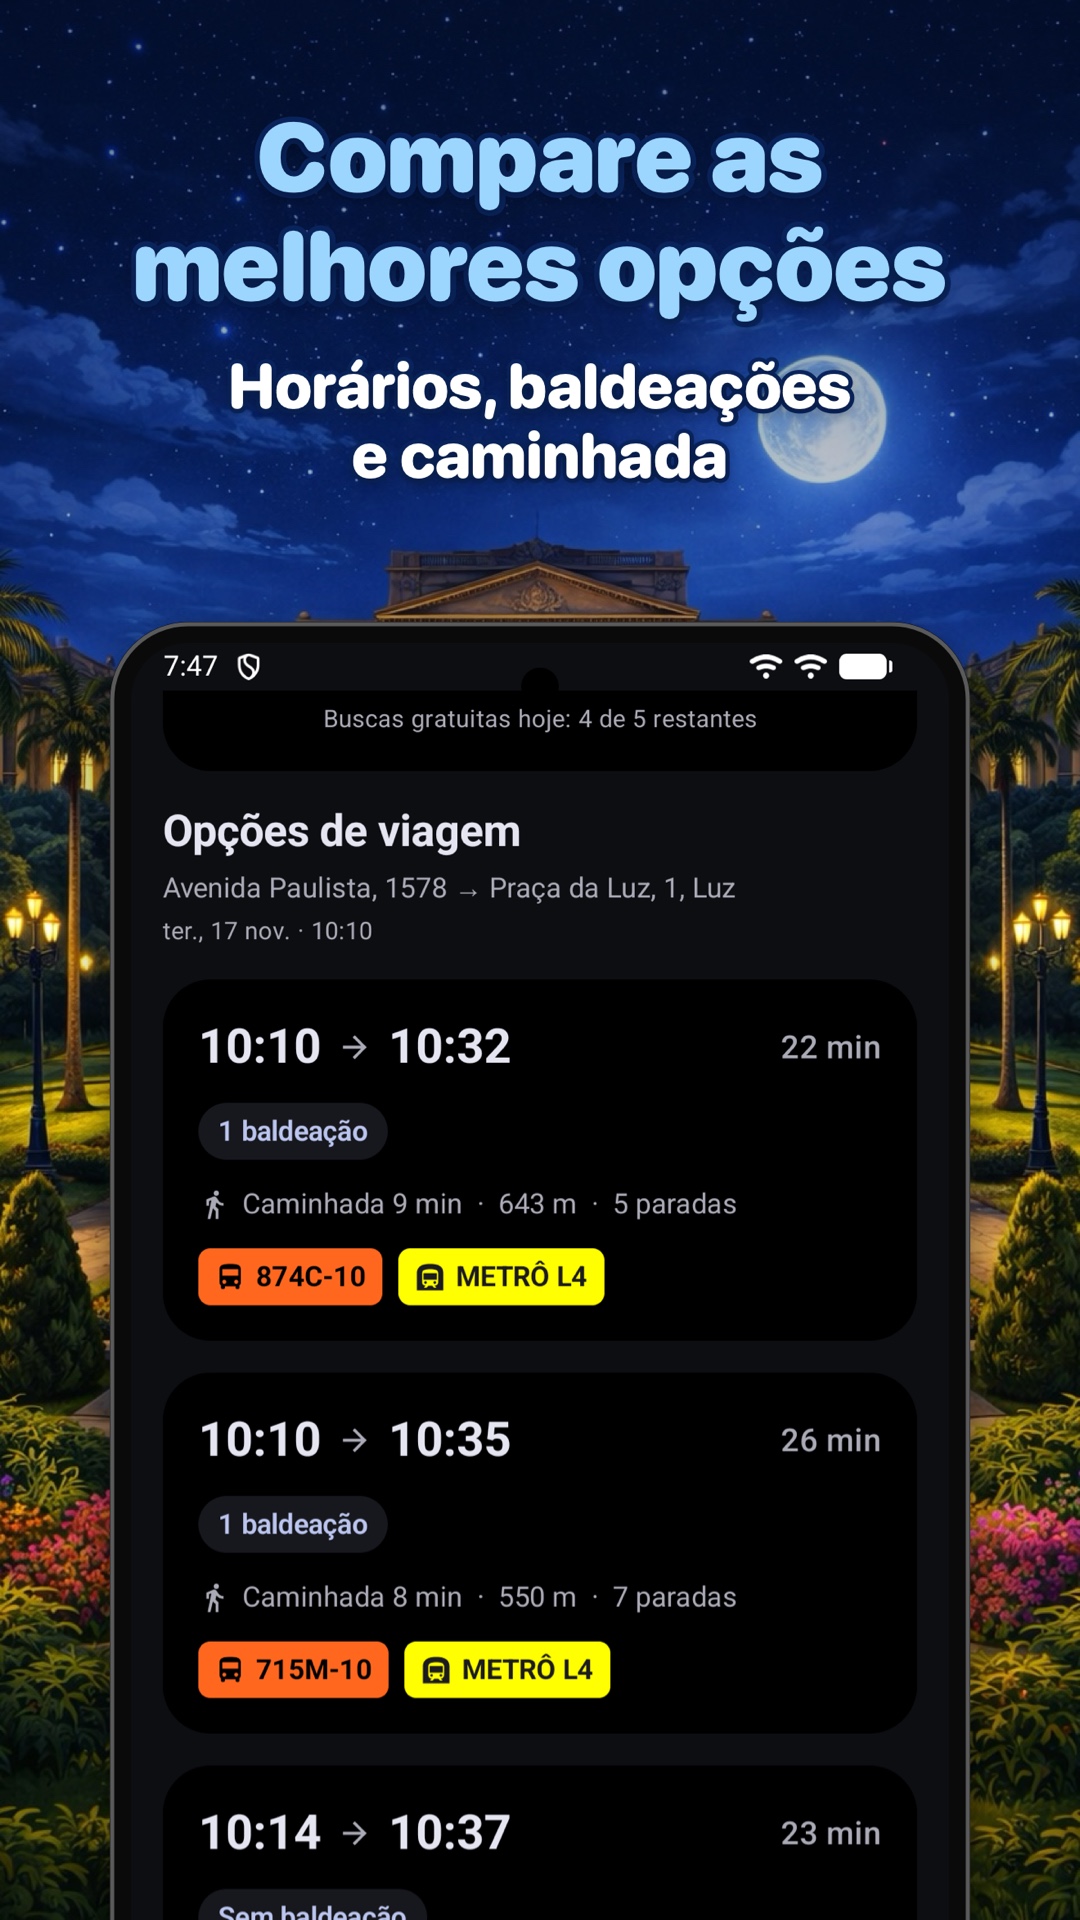 Compare as
melhores opções
Horários, baldeações
e caminhada
7:47
Buscas gratuitas hoje: 4 de 5 restantes
Opções de viagem
Avenida Paulista, 1578 → Praça da Luz, 1, Luz
ter., 17 nov. · 10:10
10:10 → 10:32 22 min
1 baldeação
Caminhada 9 min · 643 m · 5 paradas
874C-10 METRÔ L4
10:10 → 10:35 26 min
1 baldeação
Caminhada 8 min · 550 m · 7 paradas
715M-10 METRÔ L4
10:14 → 10:37 23 min
Sem baldeação